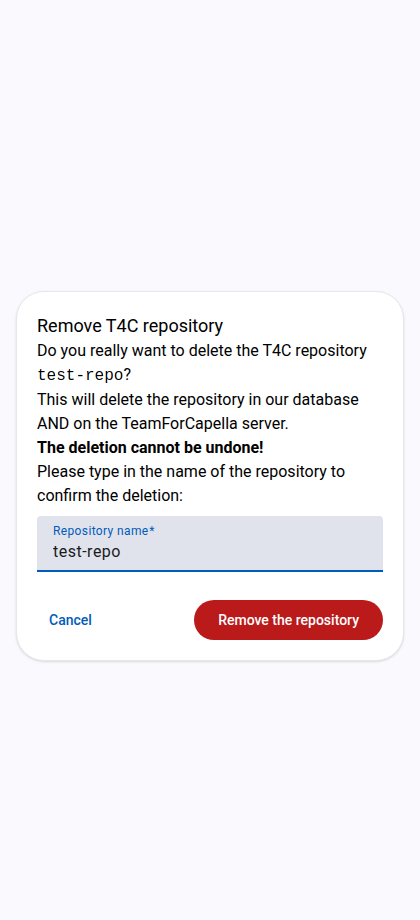 Remove T4C repository
Do you really want to delete the T4C repository
test-repo?
This will delete the repository in our database
AND on the TeamForCapella server.
The deletion cannot be undone!
Please type in the name of the repository to
confirm the deletion:
Repository name*
test-repo
Cancel
Remove the repository